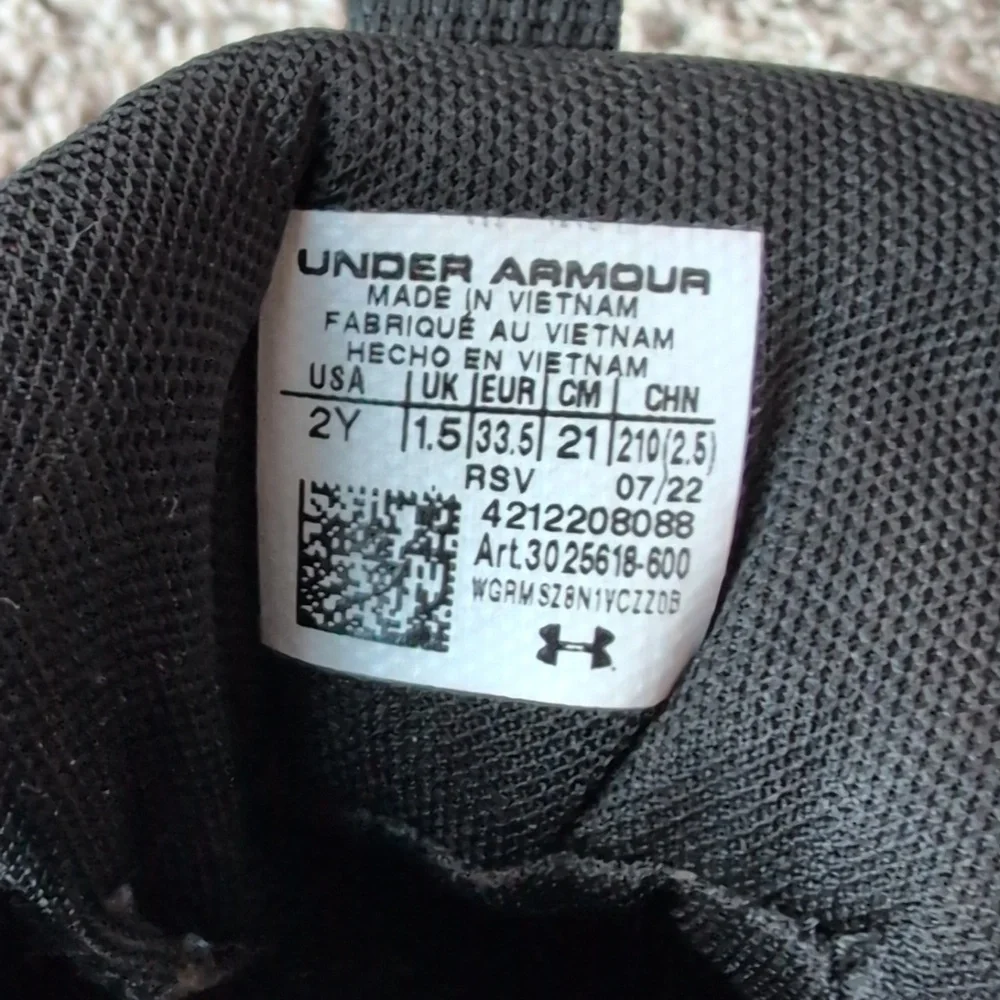 UNDER ARMOUR
MADE IN VIETNAM
FABRIQUÉ AU VIETNAM
HECHO EN VIETNAM
USA UK EUR CM CHN
2Y 1.5 33.5 21 210(2.5)
RSV 07/22
4212208088
Art.3025618-600